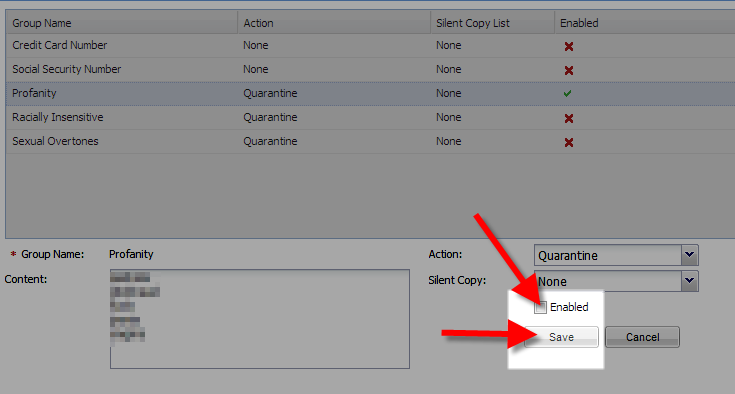 Group Name Action Silent Copy List Enabled
Credit Card Number None None
Social Security Number None None
Profanity Quarantine None
Racially Insensitive Quarantine None
Sexual Overtones Quarantine None
* Group Name: Profanity Action: Quarantine
Content: Silent Copy: None
Enabled
Save Cancel